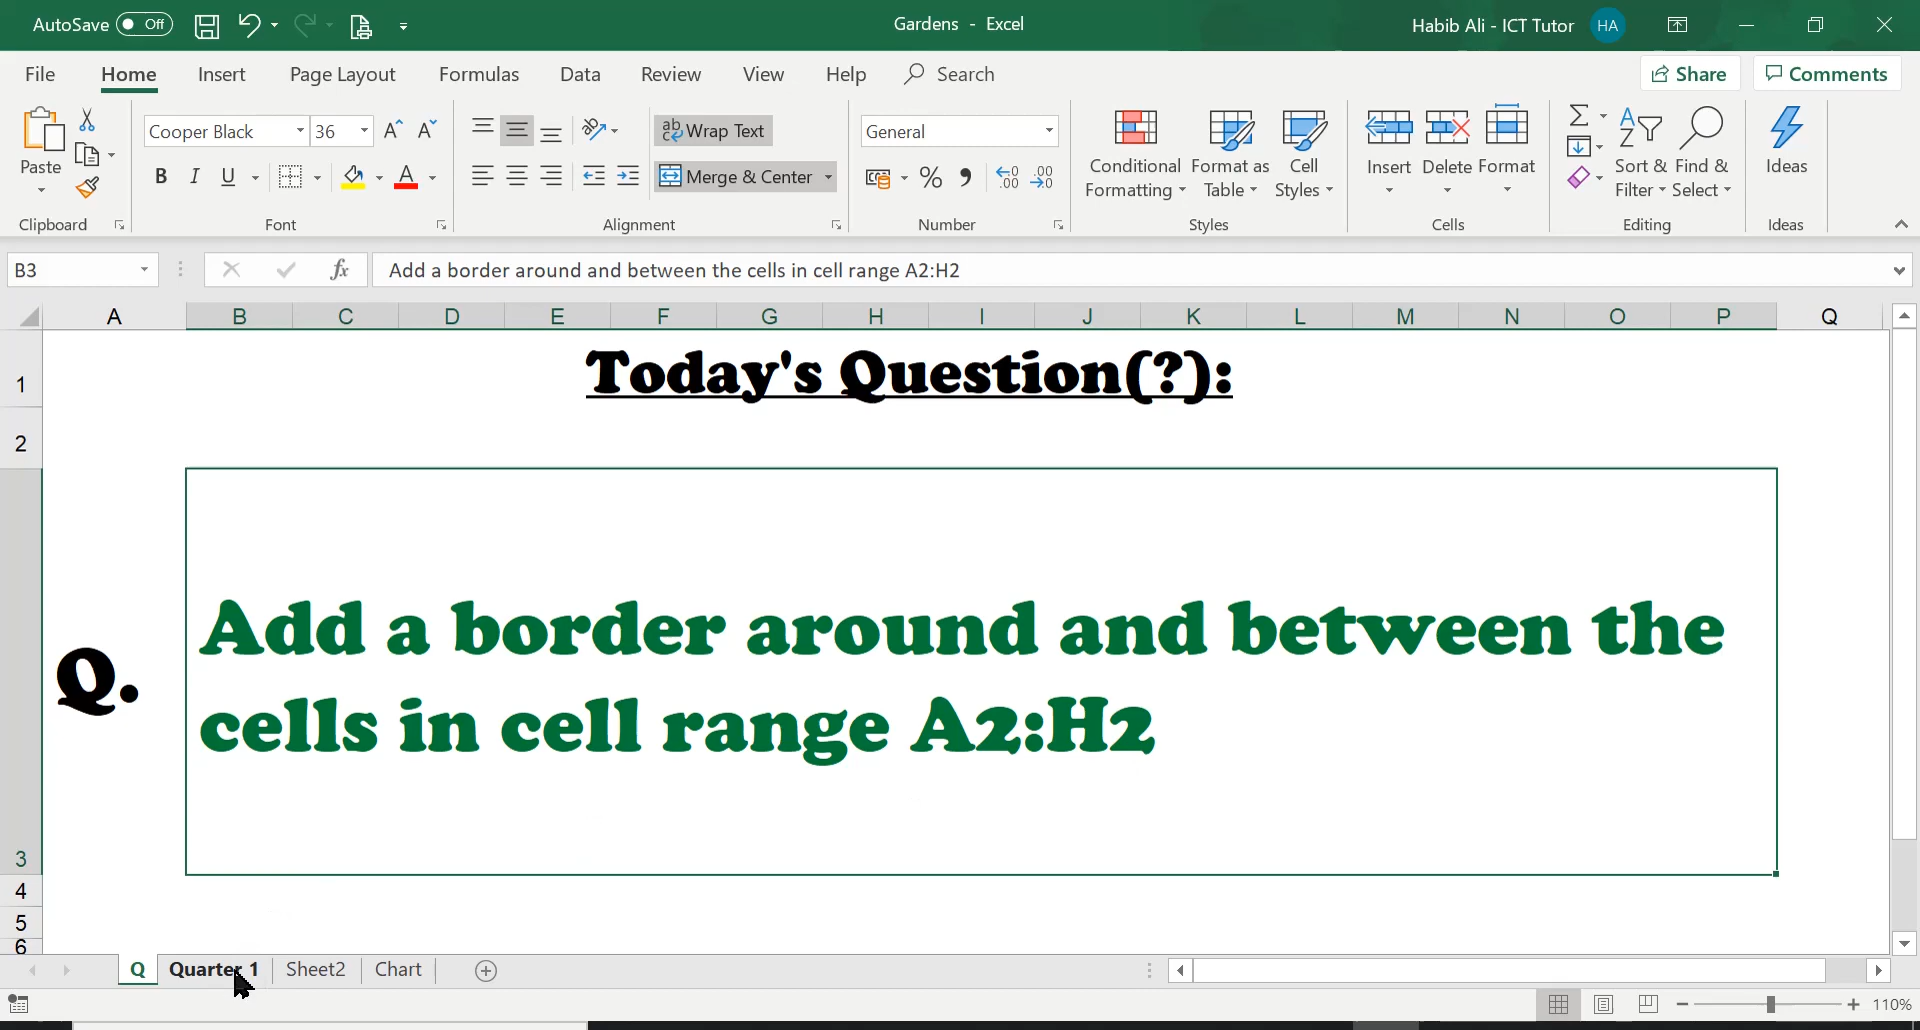 AutoSave Off
Gardens - Excel
Habib Ali - ICT Tutor HA
File Home Insert Page Layout Formulas Data Review View Help Search Share Comments
Paste
Clipboard
Cooper Black 36 A^ A˅
B I U A
Font
ab Wrap Text
Merge & Center
Alignment
General
% , .00 .00
Number
Conditional Formatting
Format as Table
Cell Styles
Styles
Insert Delete Format
Cells
Σ
Sort & Filter
Find & Select
Editing
Ideas
Ideas
B3 fx Add a border around and between the cells in cell range A2:H2
A B C D E F G H I J K L M N O P Q
1
Today's Question(?):
2
3
Q.
Add a border around and between the
cells in cell range A2:H2
4
5
6
Q Quarter 1 Sheet2 Chart
110%